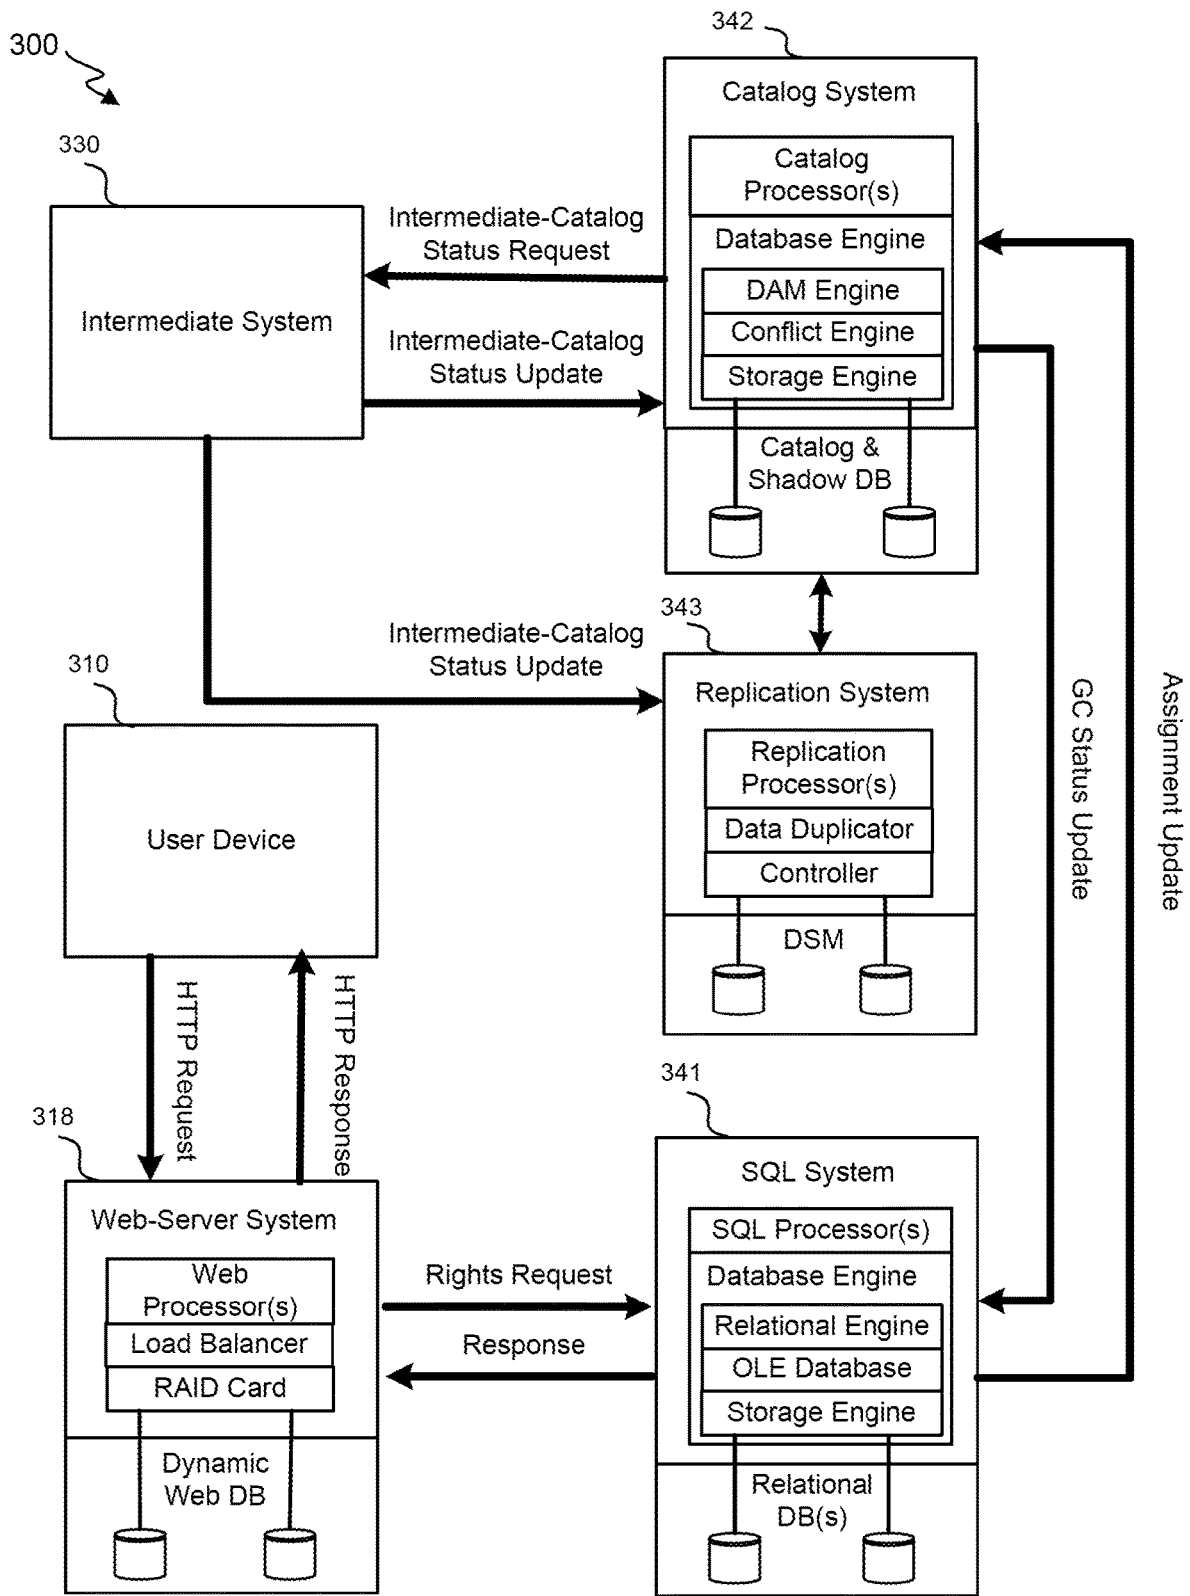 300
342
Catalog System
Catalog
Processor(s)
Database Engine
DAM Engine
Conflict Engine
Storage Engine
Catalog &
Shadow DB
330
Intermediate System
Intermediate-Catalog
Status Request
Intermediate-Catalog
Status Update
Intermediate-Catalog
Status Update
343
Replication System
Replication
Processor(s)
Data Duplicator
Controller
DSM
GC Status Update
Assignment Update
310
User Device
HTTP Request
HTTP Response
318
Web-Server System
Web
Processor(s)
Load Balancer
RAID Card
Dynamic
Web DB
Rights Request
Response
341
SQL System
SQL Processor(s)
Database Engine
Relational Engine
OLE Database
Storage Engine
Relational
DB(s)